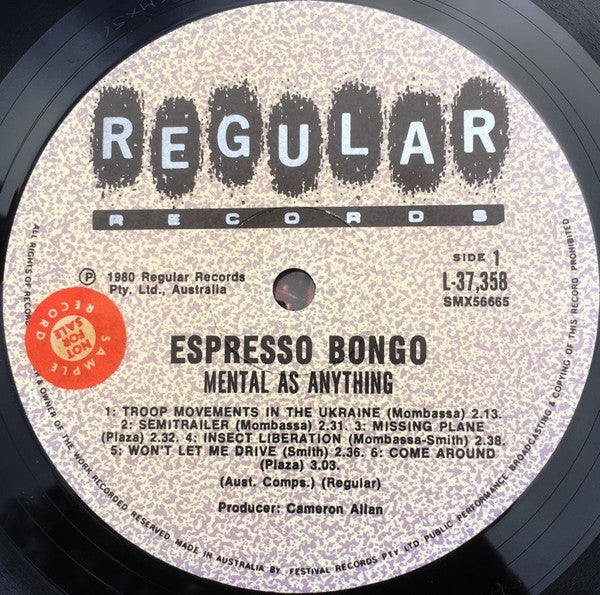 REGULAR
RECORDS
Ⓟ 1980 Regular Records
Pty. Ltd., Australia
SIDE 1
L-37,358
SMX56665
SAMPLE
RECORD
NOT
FOR
SALE
ESPRESSO BONGO
MENTAL AS ANYTHING
1: TROOP MOVEMENTS IN THE UKRAINE (Mombassa) 2.13.
2: SEMITRAILER (Mombassa) 2.31. 3: MISSING PLANE
(Plaza) 2.32. 4: INSECT LIBERATION (Mombassa-Smith) 2.38.
5: WON'T LET ME DRIVE (Smith) 2.36. 6: COME AROUND
(Plaza) 3.03.
(Aust. Comps.) (Regular)
Producer: Cameron Allan
ALL RIGHTS OF RECORD
& OWNER OF THE WORK RECORDED RESERVED. MADE IN AUSTRALIA BY FESTIVAL RECORDS PTY LTD PUBLIC PERFORMANCE BROADCASTING & COPYING OF THIS RECORD PROHIBITED